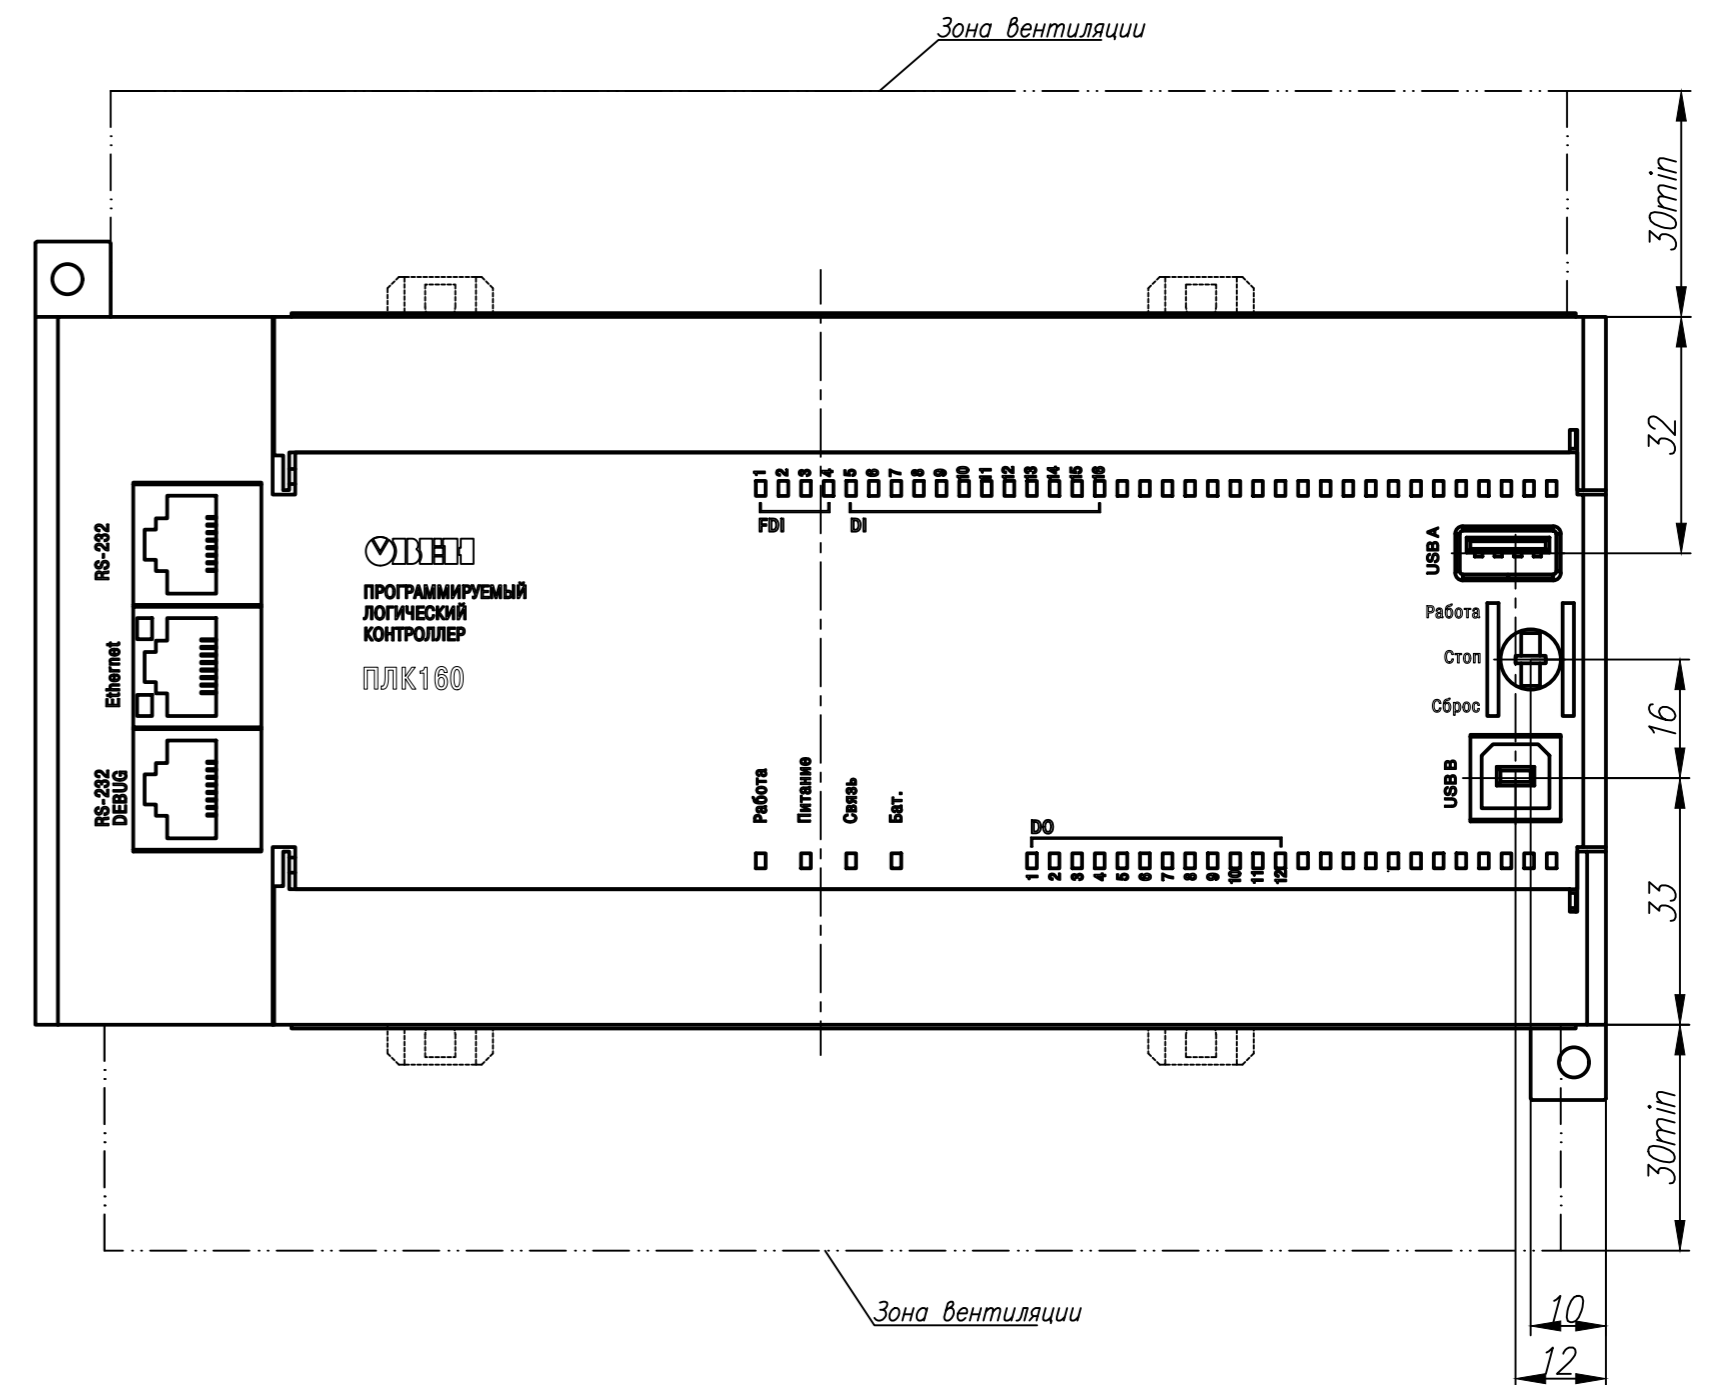 Зона вентиляции
30min
32
1 2 3 4 5 6 7 8 9 10 11 12 13 14 15 16
FDI DI
RS-232
ОВЕН
ПРОГРАММИРУЕМЫЙ
ЛОГИЧЕСКИЙ
КОНТРОЛЛЕР
ПЛК160
USB A
Работа
Стоп
Сброс
Ethernet
16
RS-232
DEBUG
Работа
Питание
Связь
Бат.
USB B
DO
1 2 3 4 5 6 7 8 9 10 11 12
33
30min
Зона вентиляции
10
12